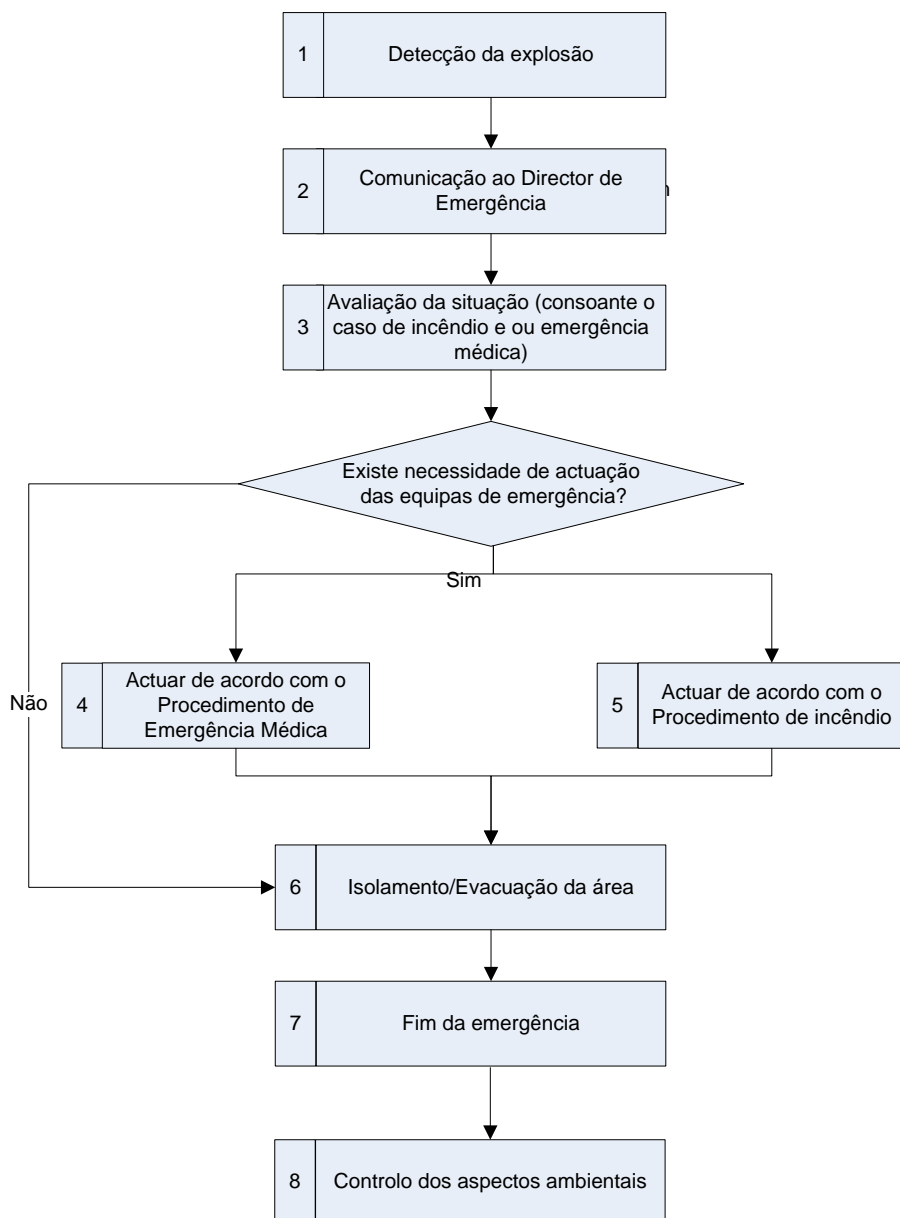 1
Detecção da explosão
2
Comunicação ao Director de
Emergência
3
Avaliação da situação (consoante o
caso de incêndio e ou emergência
médica)
Existe necessidade de actuação
das equipas de emergência?
Sim
Não
4
Actuar de acordo com o
Procedimento de
Emergência Médica
5
Actuar de acordo com o
Procedimento de incêndio
6
Isolamento/Evacuação da área
7
Fim da emergência
8
Controlo dos aspectos ambientais